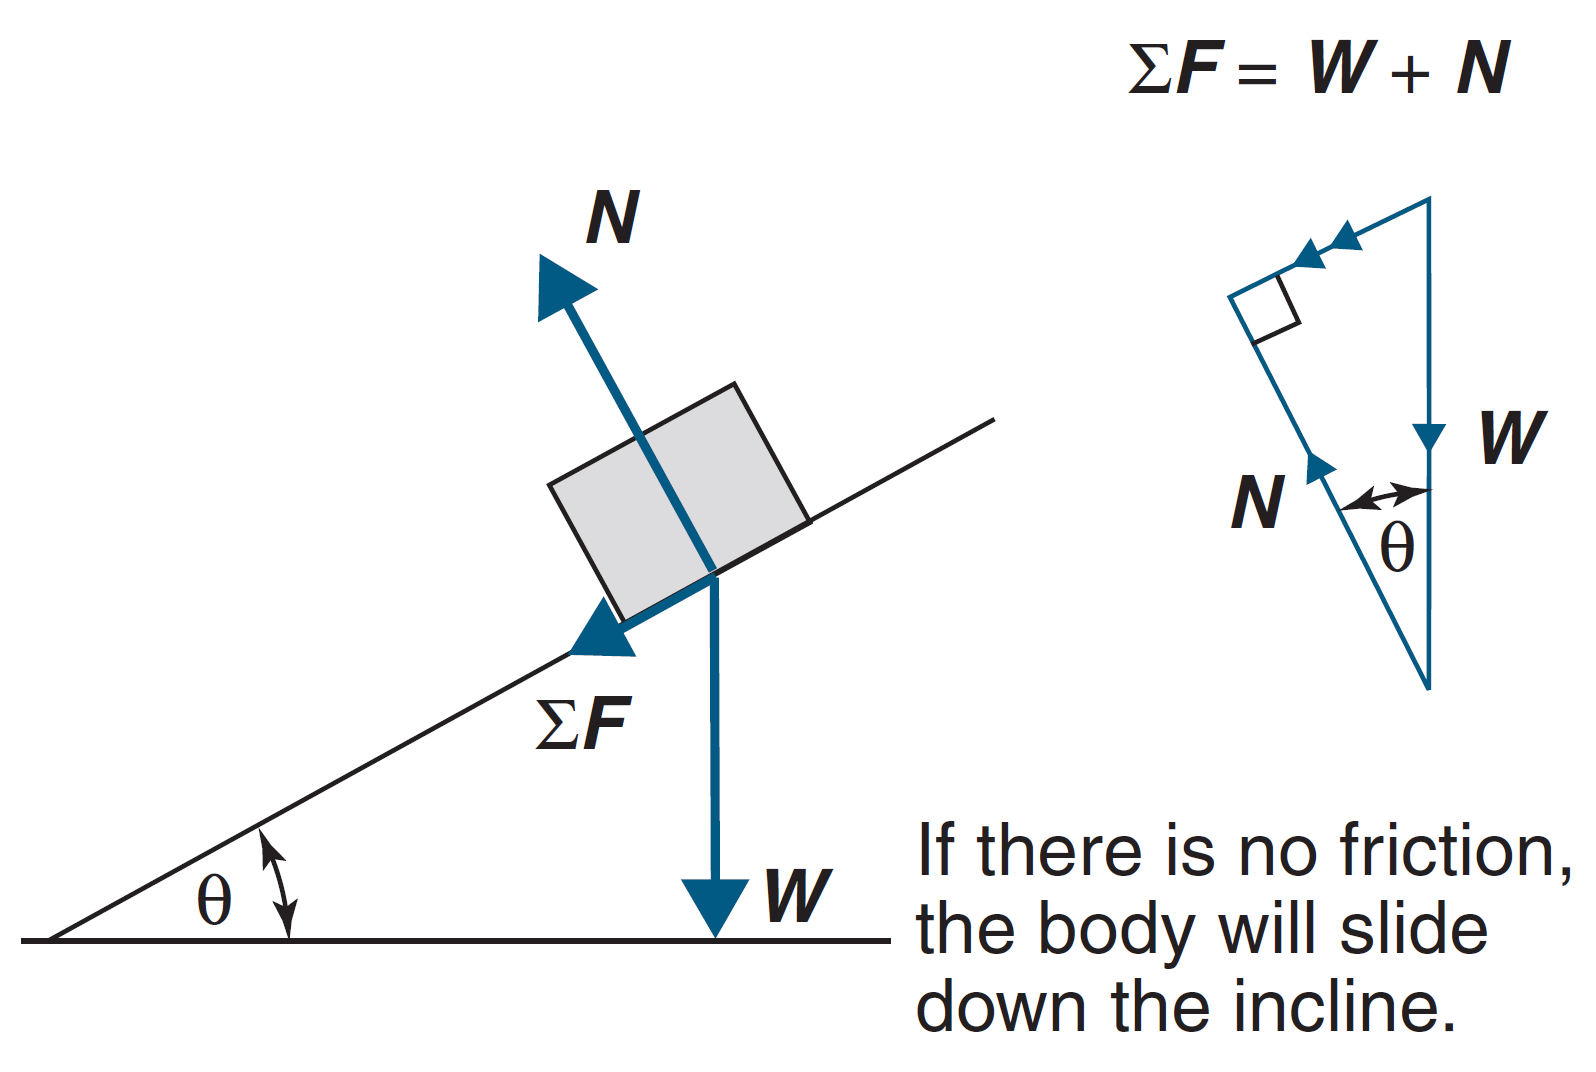 ΣF = W + N
N
W
N
θ
ΣF
W
θ
If there is no friction,
the body will slide
down the incline.